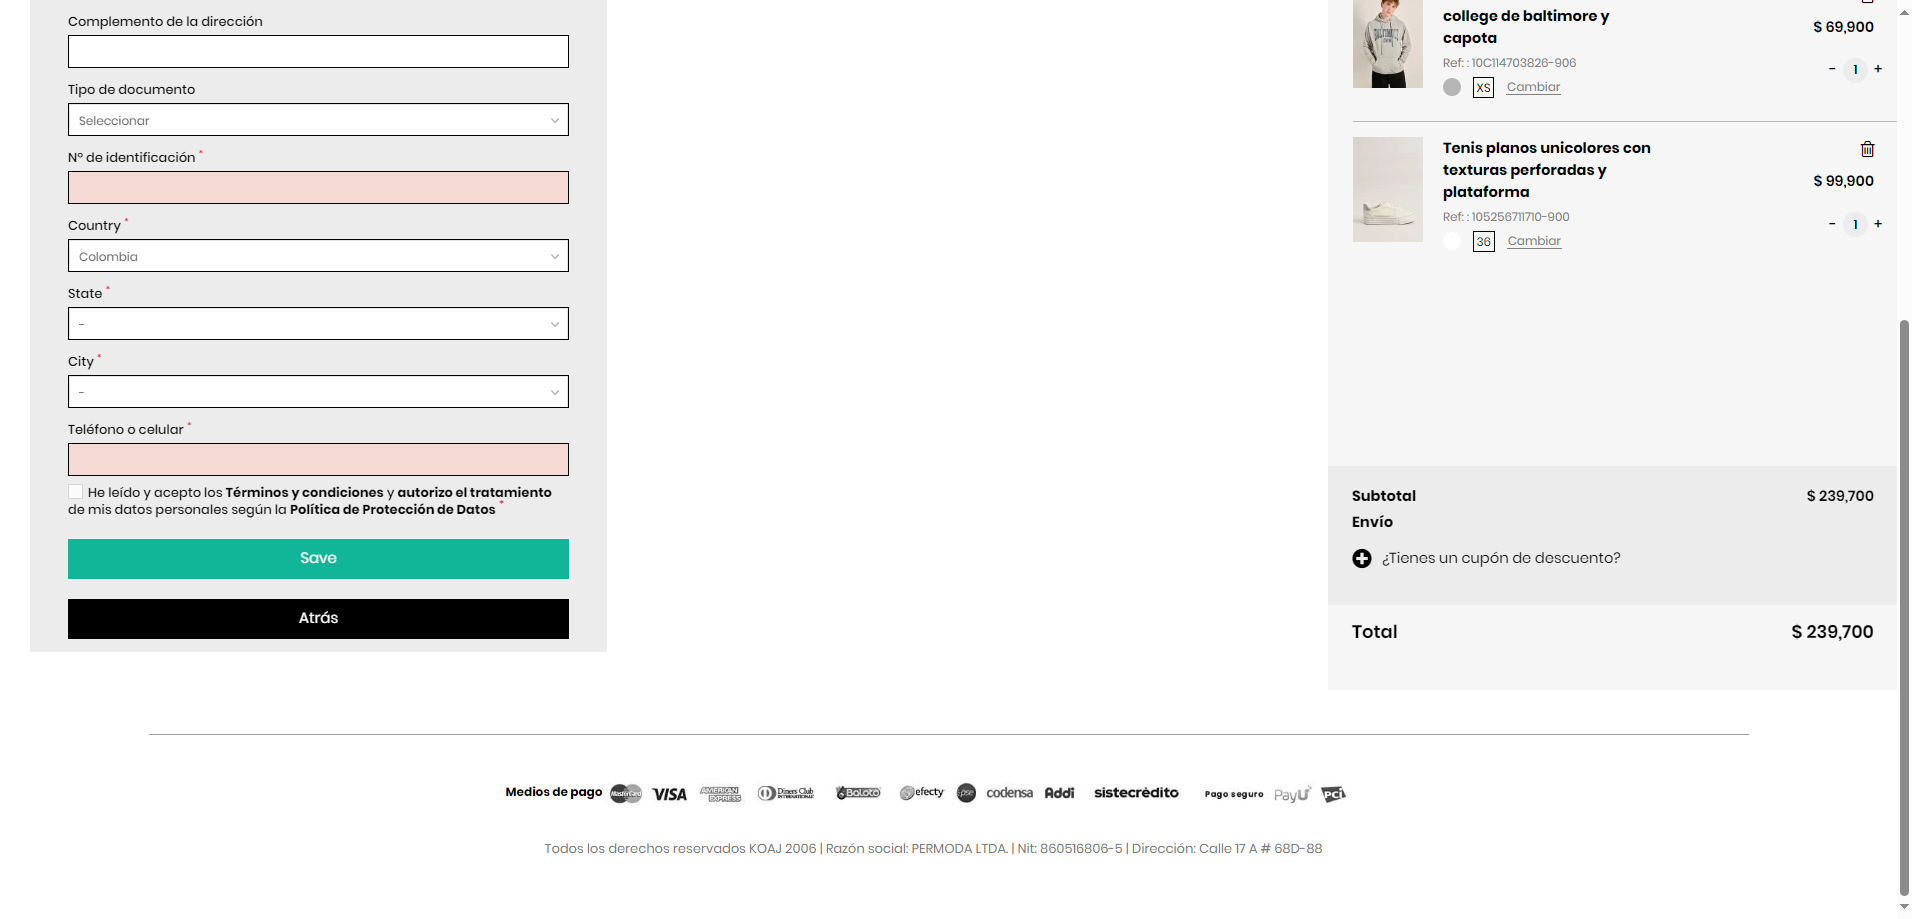 Complemento de la dirección
Tipo de documento
Seleccionar
Nº de identificación *
Country *
Colombia
State *
-
City *
-
Teléfono o celular *
He leído y acepto los Términos y condiciones y autorizo el tratamiento
de mis datos personales según la Política de Protección de Datos *
Save
Atrás
college de baltimore y
capota
$ 69,900
Ref: : 10C114703826-906
- 1 +
XS Cambiar
BALTIMORE
Tenis planos unicolores con
texturas perforadas y
plataforma
$ 99,900
Ref: : 105256711710-900
- 1 +
36 Cambiar
Subtotal $ 239,700
Envío
¿Tienes un cupón de descuento?
Total $ 239,700
Medios de pago MasterCard VISA AMERICAN EXPRESS Diners Club INTERNATIONAL Baloto efecty pse codensa Addi sistecrédito Pago seguro PayU PCI
Todos los derechos reservados KOAJ 2006 | Razón social: PERMODA LTDA. | Nit: 860516806-5 | Dirección: Calle 17 A # 68D-88